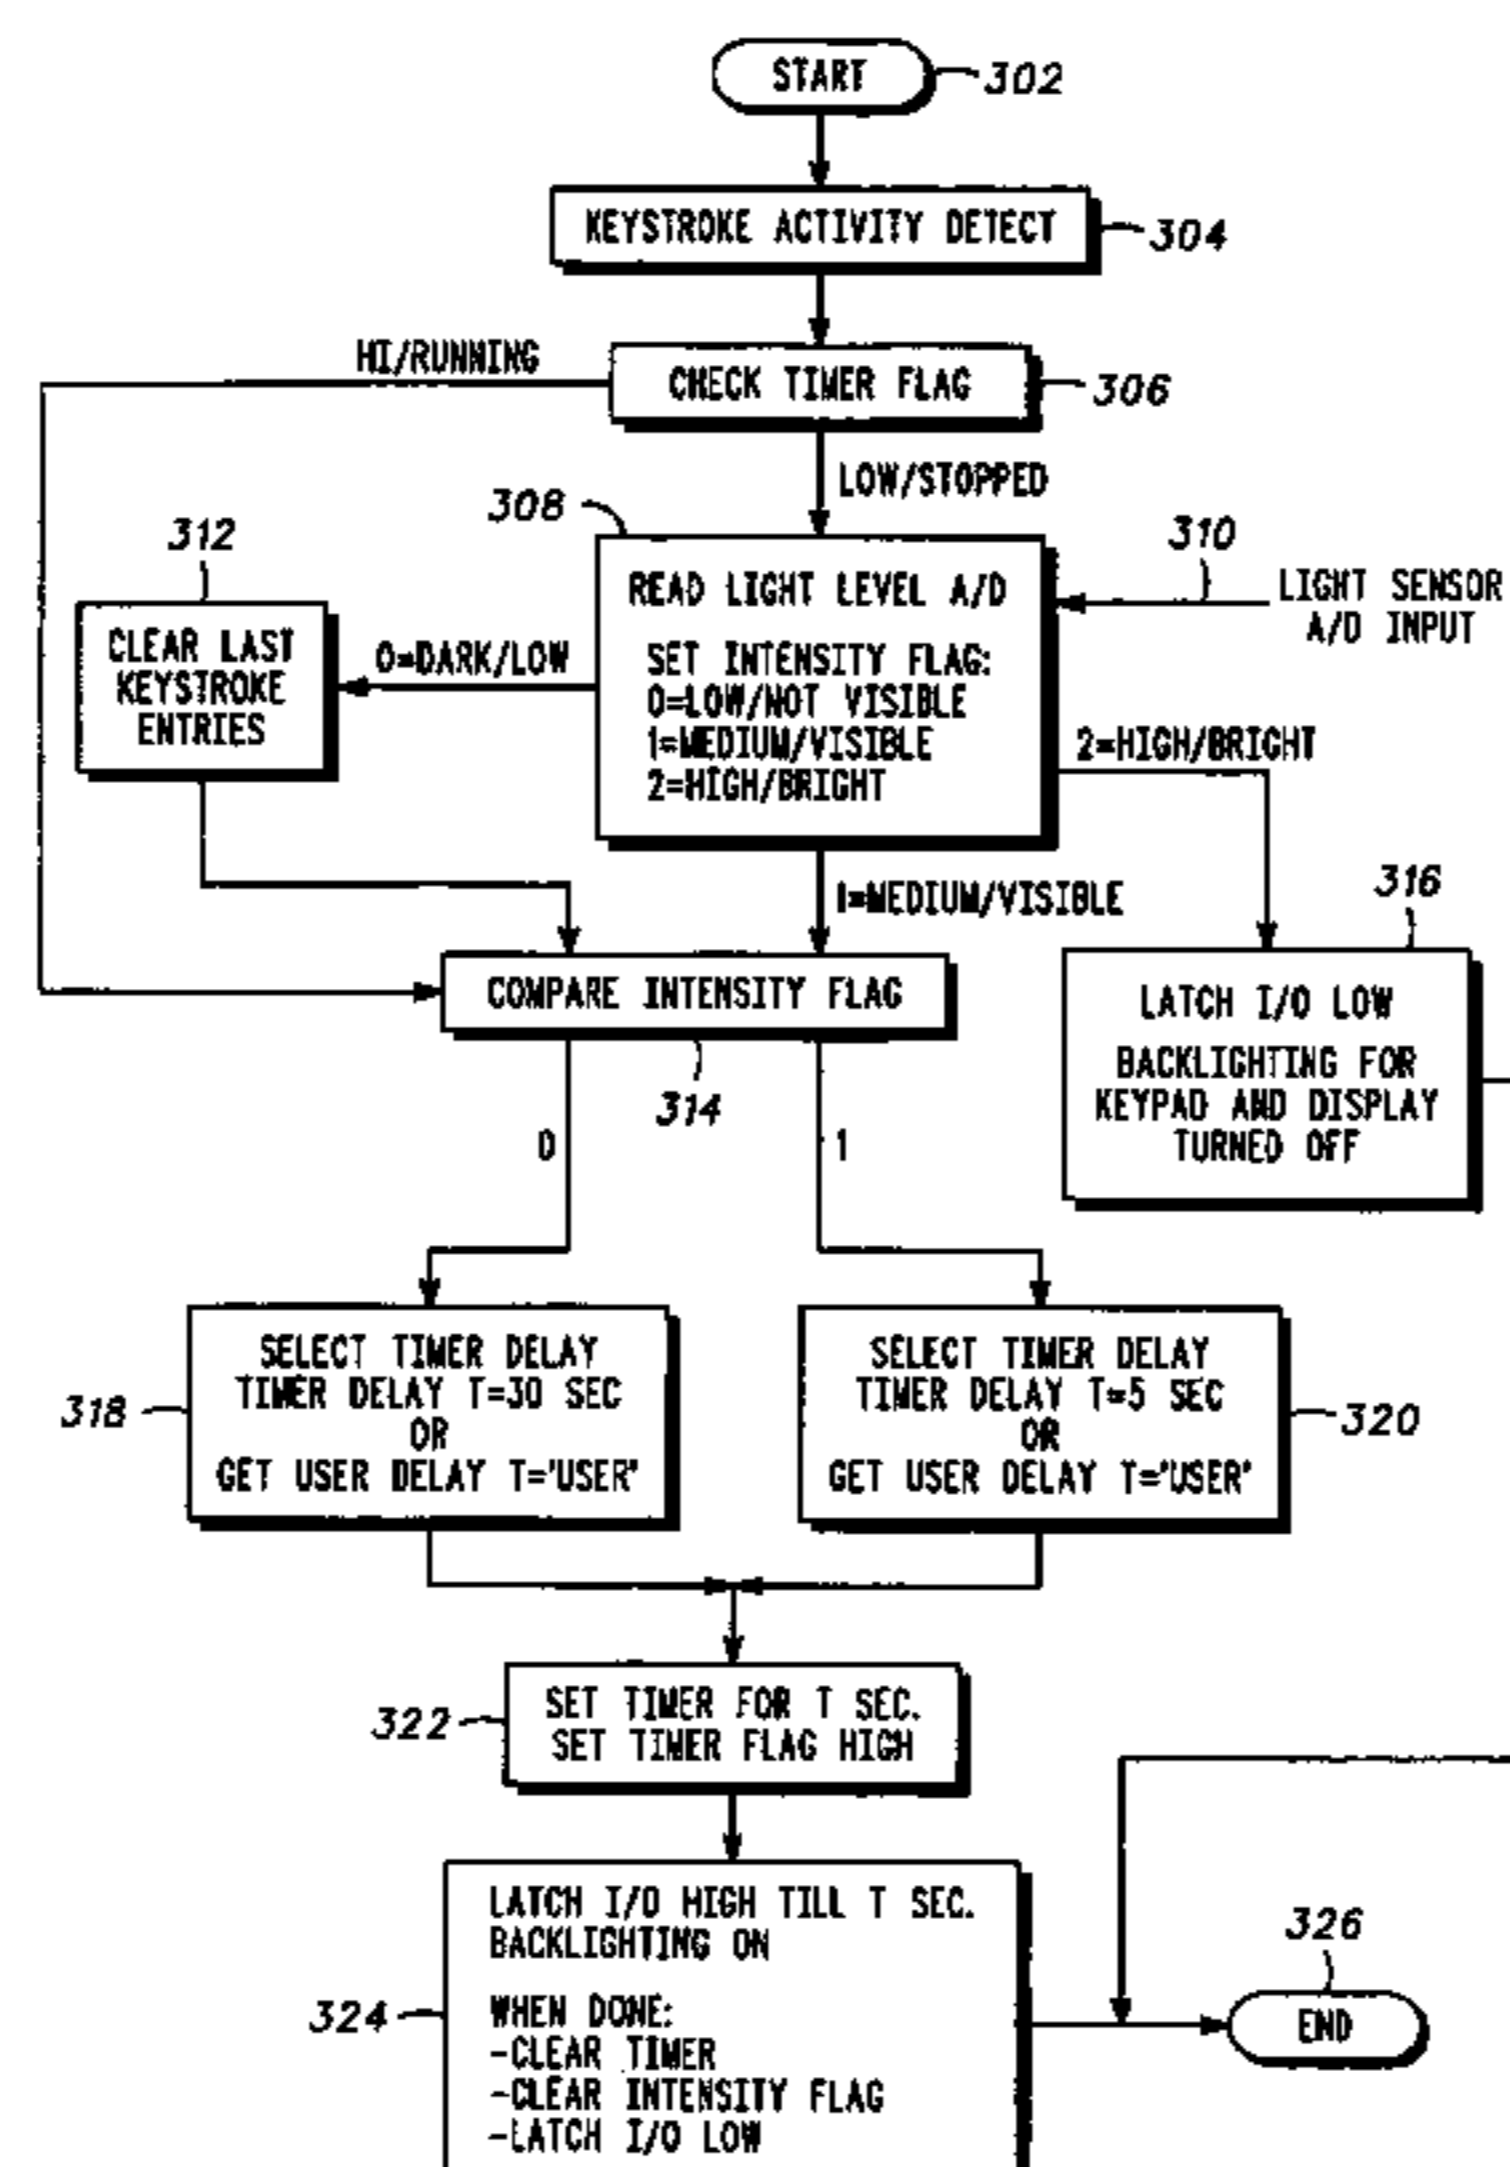 START
302
KEYSTROKE ACTIVITY DETECT
304
HI/RUNNING
CHECK TIMER FLAG
306
LOW/STOPPED
308
312
310
READ LIGHT LEVEL A/D
LIGHT SENSOR
A/D INPUT
CLEAR LAST
KEYSTROKE
ENTRIES
0=DARK/LOW
SET INTENSITY FLAG:
0=LOW/NOT VISIBLE
1=MEDIUM/VISIBLE
2=HIGH/BRIGHT
2=HIGH/BRIGHT
1=MEDIUM/VISIBLE
316
COMPARE INTENSITY FLAG
314
LATCH I/O LOW
BACKLIGHTING FOR
KEYPAD AND DISPLAY
TURNED OFF
0
1
SELECT TIMER DELAY
TIMER DELAY T=30 SEC
OR
GET USER DELAY T="USER"
318
SELECT TIMER DELAY
TIMER DELAY T=5 SEC
OR
GET USER DELAY T="USER"
320
322
SET TIMER FOR T SEC.
SET TIMER FLAG HIGH
LATCH I/O HIGH TILL T SEC.
BACKLIGHTING ON
WHEN DONE:
-CLEAR TIMER
-CLEAR INTENSITY FLAG
-LATCH I/O LOW
324
326
END